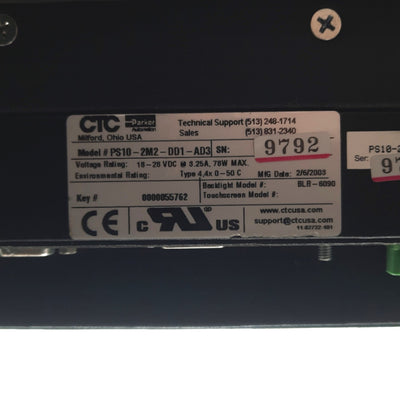 CTC Parker Automation
Milford, Ohio USA
Technical Support (513) 248-1714
Sales (513) 831-2340
Model # PS10-2M2-DD1-AD3 SN: 9792
Voltage Rating: 18-28 VDC @ 3.25A, 78W MAX.
Environmental Rating: Type 4,4x 0-50 C MFG Date: 2/6/2003
Backlight Model #: BLR-6090
Key # 0000055762 Touchscreen Model #:
CE c UR US
www.ctcusa.com
support@ctcusa.com
PS10-2
Ser: